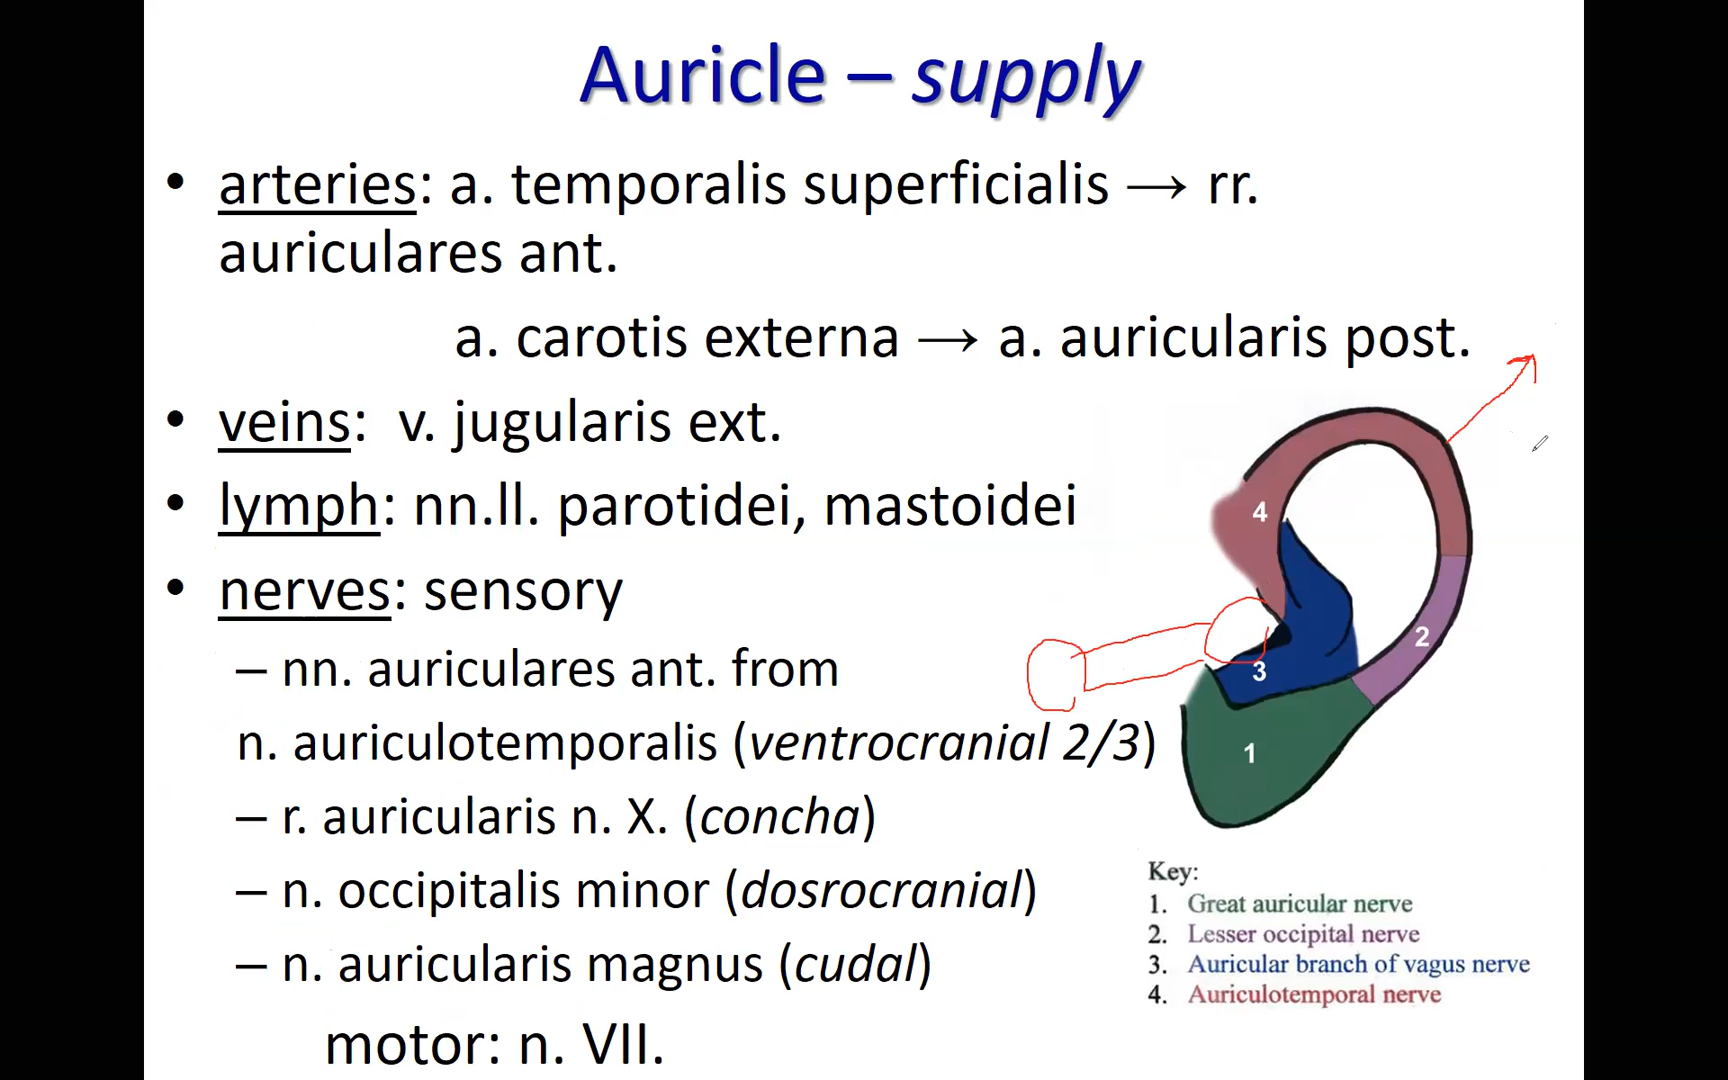 Auricle – supply
• arteries: a. temporalis superficialis → rr.
auriculares ant.
a. carotis externa → a. auricularis post.
• veins: v. jugularis ext.
• lymph: nn.ll. parotidei, mastoidei
• nerves: sensory
– nn. auriculares ant. from
n. auriculotemporalis (ventrocranial 2/3)
– r. auricularis n. X. (concha)
– n. occipitalis minor (dosrocranial)
– n. auricularis magnus (cudal)
motor: n. VII.
4
2
3
1
Key:
1. Great auricular nerve
2. Lesser occipital nerve
3. Auricular branch of vagus nerve
4. Auriculotemporal nerve